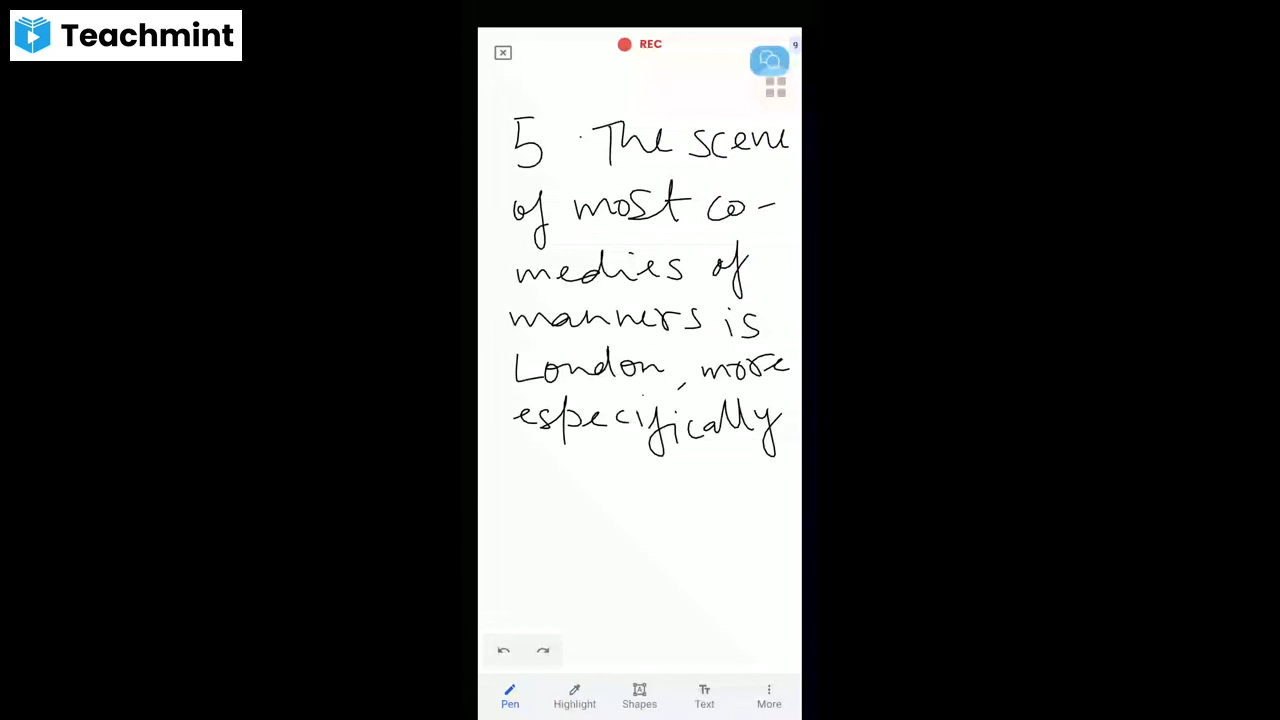 Teachmint
REC
9
5 . The scene
of most co-
medies of
manners is
London, more
especifically
Pen
Highlight
Shapes
Text
More